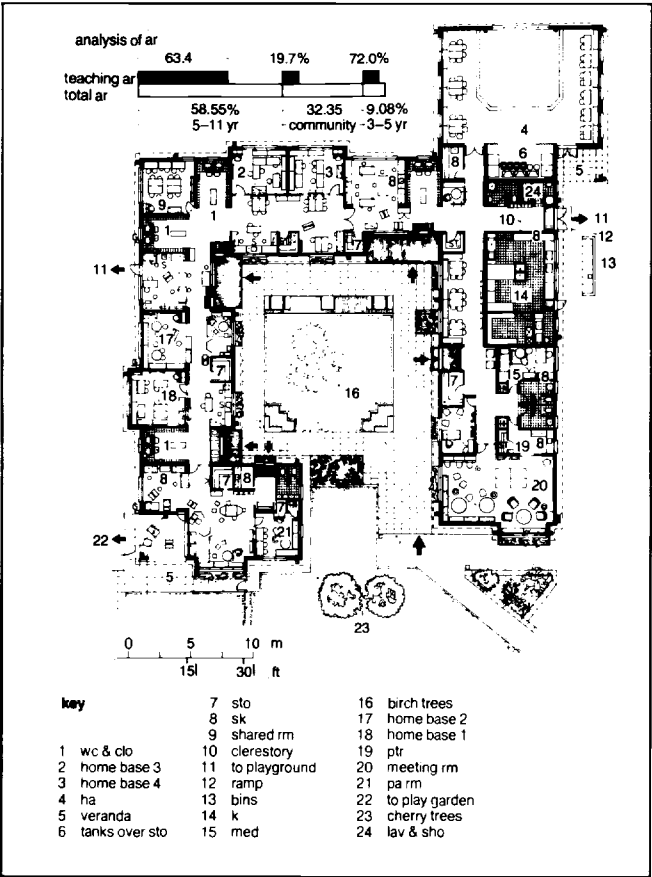 analysis of ar
63.4 19.7% 72.0%
teaching ar
total ar
58.55% 32.35 9.08%
5–11 yr community 3–5 yr
4
6
8
5
2
3
8
24
9
1
10
11
1
8
12
7
13
11
14
17
8
7
15
8
7
16
18
1
19
8
8
7
8
20
7
21
22
5
23
0 5 10 m
15 30 ft
key
1 wc & clo
2 home base 3
3 home base 4
4 ha
5 veranda
6 tanks over sto
7 sto
8 sk
9 shared rm
10 clerestory
11 to playground
12 ramp
13 bins
14 k
15 med
16 birch trees
17 home base 2
18 home base 1
19 ptr
20 meeting rm
21 pa rm
22 to play garden
23 cherry trees
24 lav & sho